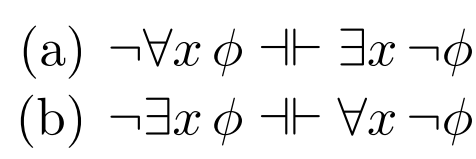 (a) ¬∀x ϕ ⊣⊢ ∃x ¬ϕ
(b) ¬∃x ϕ ⊣⊢ ∀x ¬ϕ